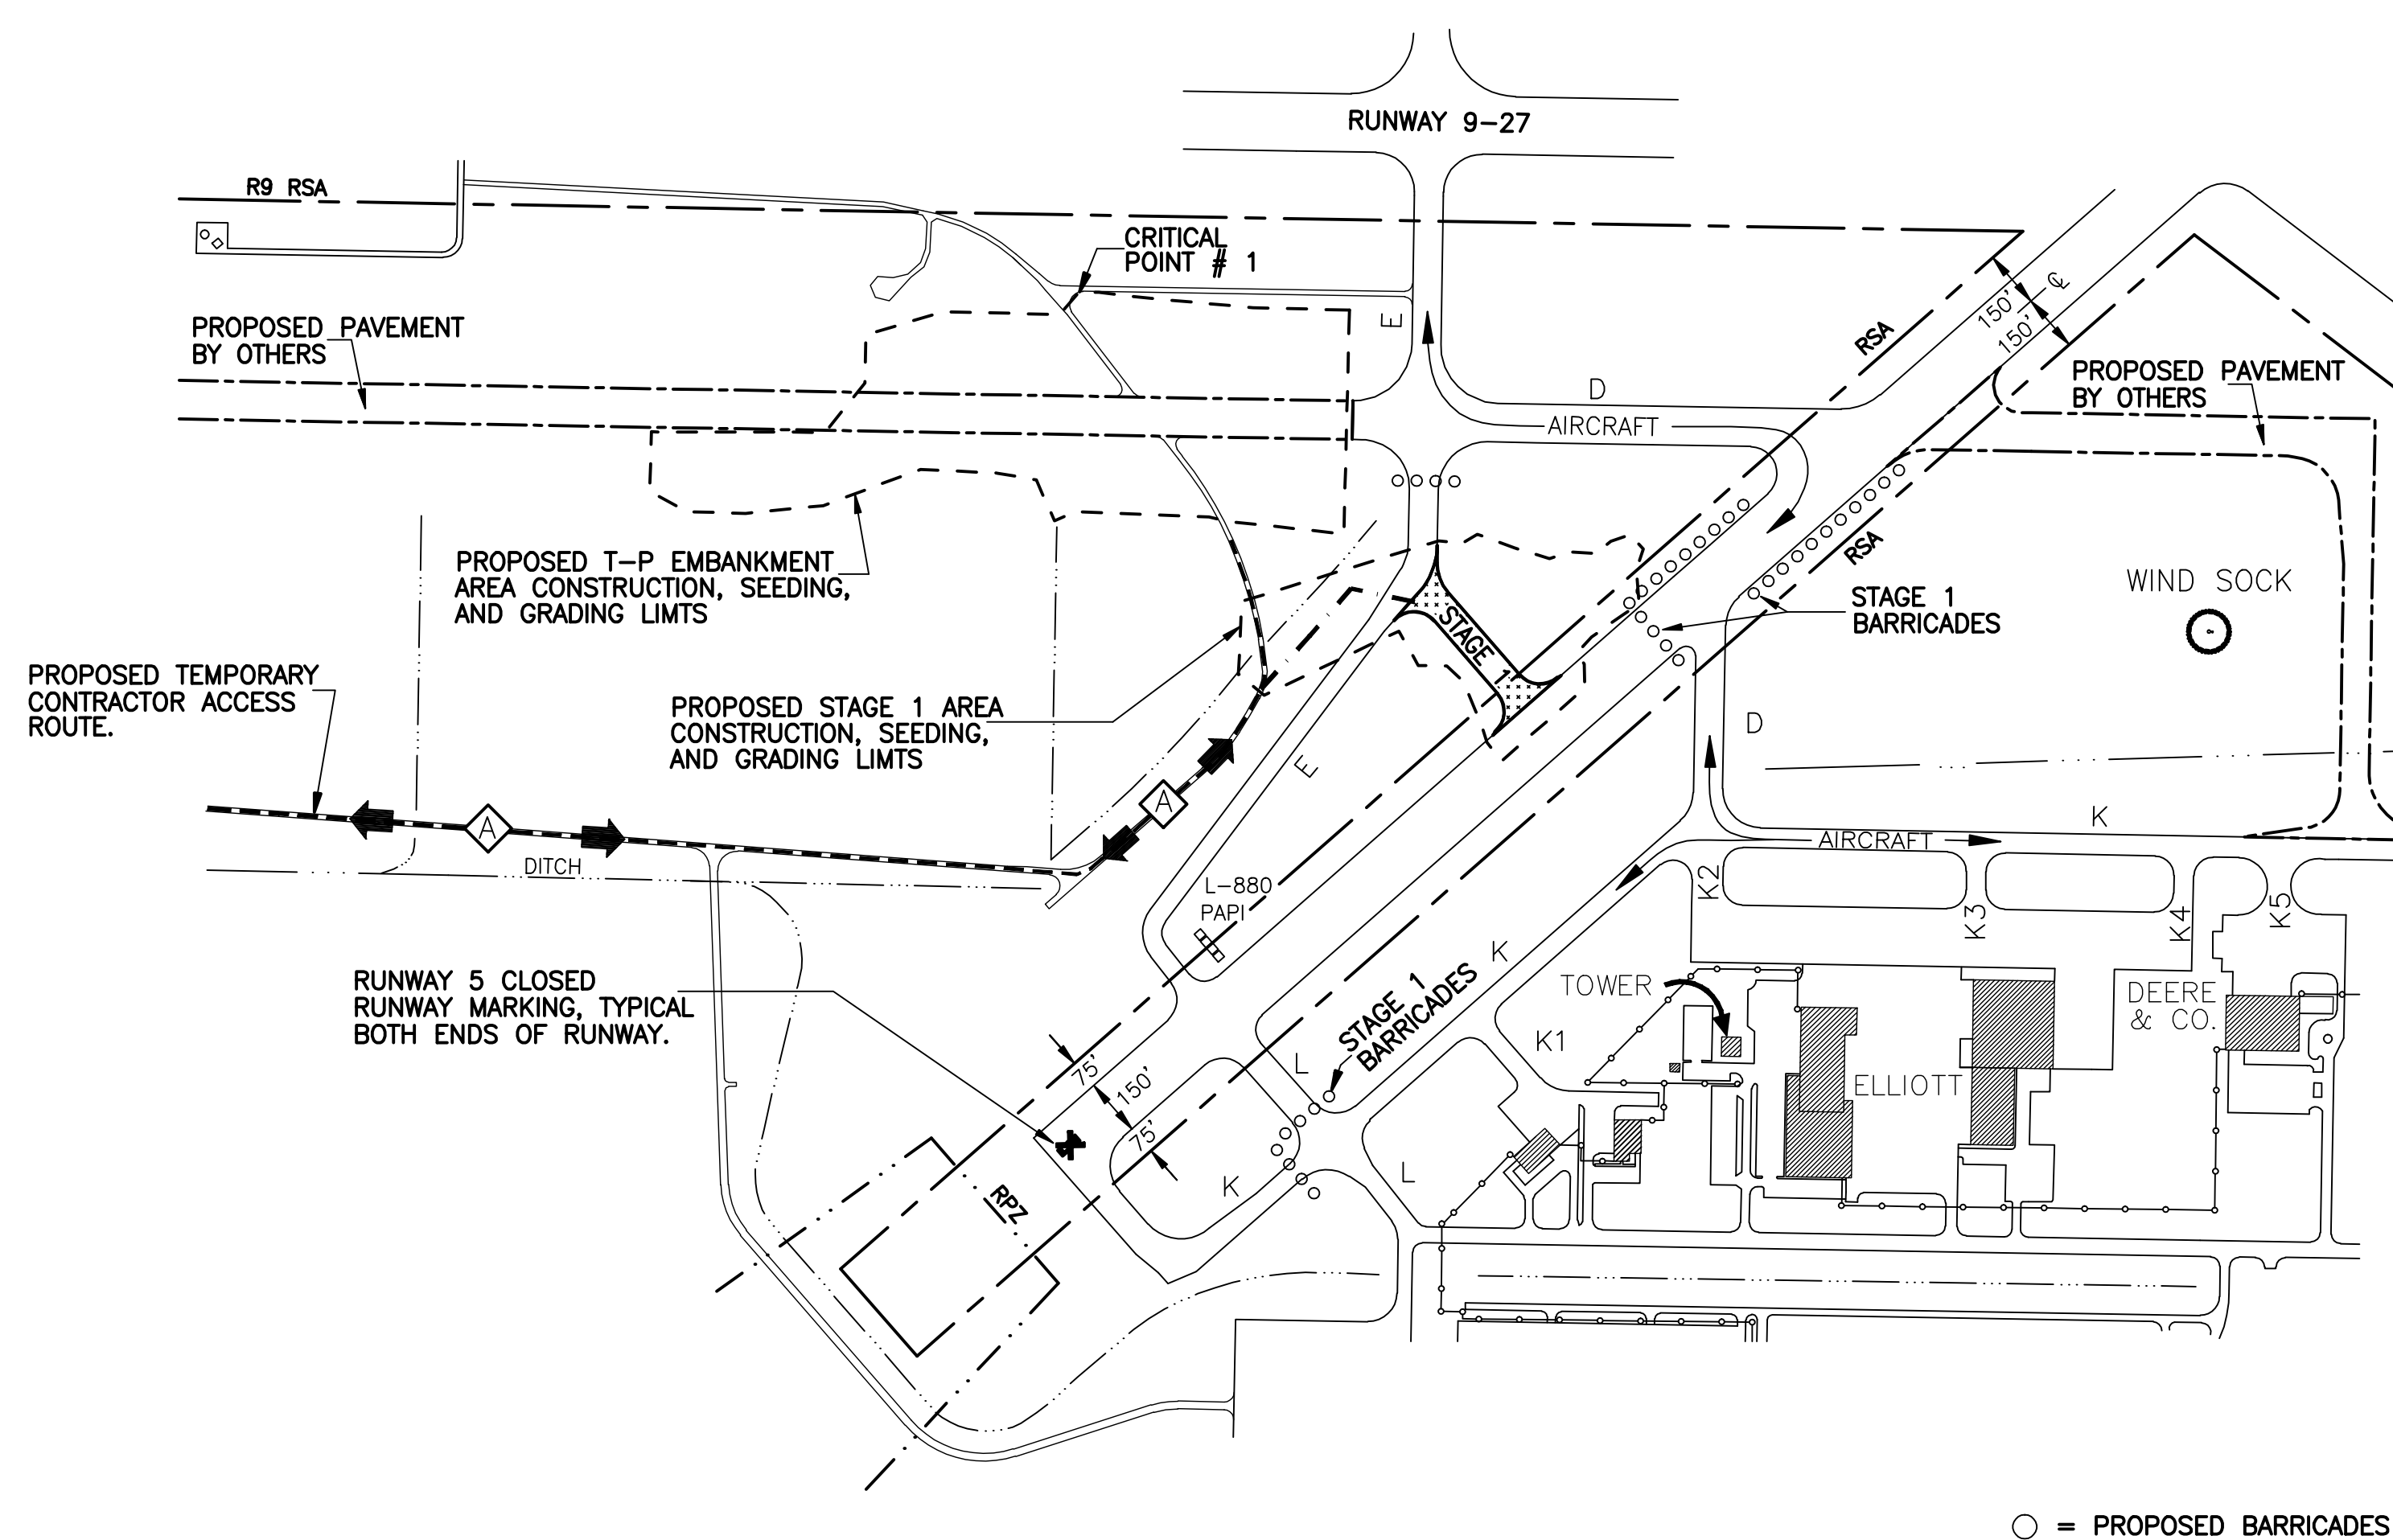 RUNWAY 9-27
R9 RSA
CRITICAL
POINT # 1
PROPOSED PAVEMENT
BY OTHERS
E
RSA
150'
150'
℄
PROPOSED PAVEMENT
BY OTHERS
D
AIRCRAFT
RSA
PROPOSED T-P EMBANKMENT
AREA CONSTRUCTION, SEEDING,
AND GRADING LIMTS
STAGE 1
STAGE 1
BARRICADES
WIND SOCK
PROPOSED TEMPORARY
CONTRACTOR ACCESS
ROUTE.
PROPOSED STAGE 1 AREA
CONSTRUCTION, SEEDING,
AND GRADING LIMTS
E
D
A
A
DITCH
K
AIRCRAFT
L-880
PAPI
K2
K3
K4
K5
K
RUNWAY 5 CLOSED
RUNWAY MARKING, TYPICAL
BOTH ENDS OF RUNWAY.
STAGE 1
BARRICADES
TOWER
DEERE
& CO.
K1
L
75'
150'
75'
ELLIOTT
K
L
RPZ
= PROPOSED BARRICADES